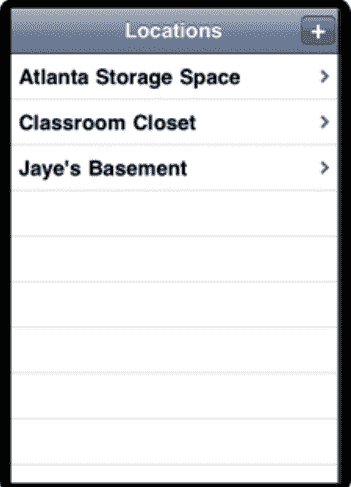 Locations +
Atlanta Storage Space
Classroom Closet
Jaye's Basement